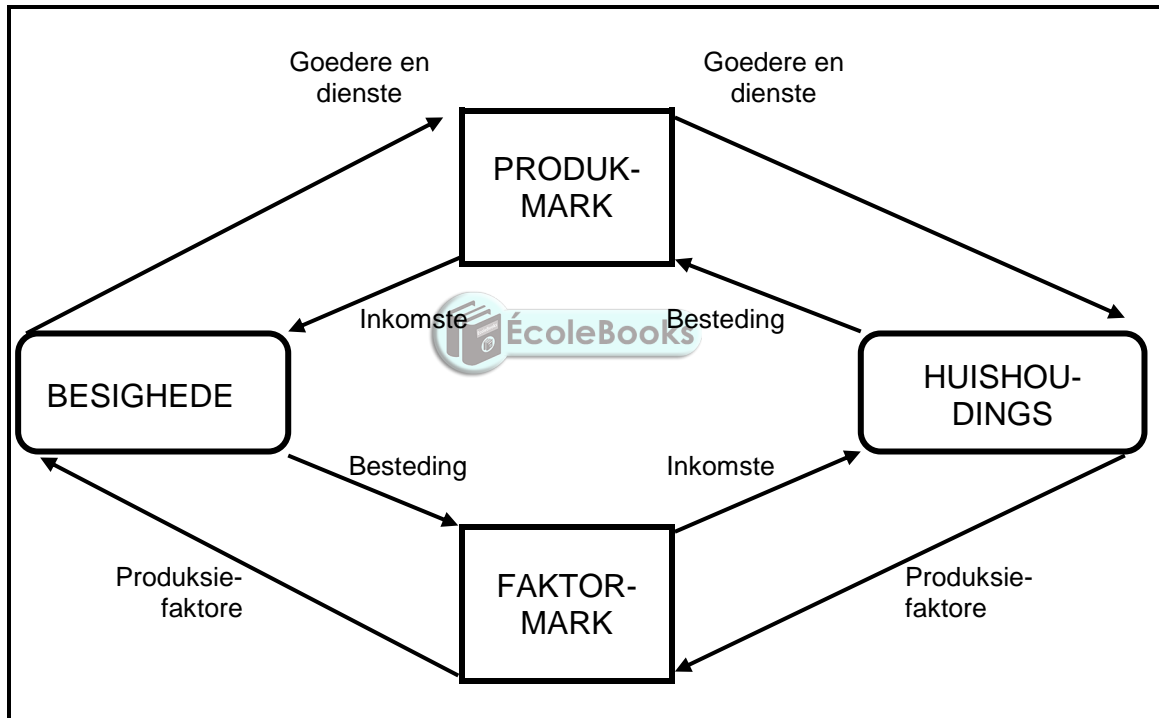 Goedere en
dienste
Goedere en
dienste
PRODUK-
MARK
Inkomste
ÉcoleBooks
Besteding
BESIGHEDE
HUISHOU-
DINGS
Besteding
Inkomste
Produksie-
faktore
FAKTOR-
MARK
Produksie-
faktore